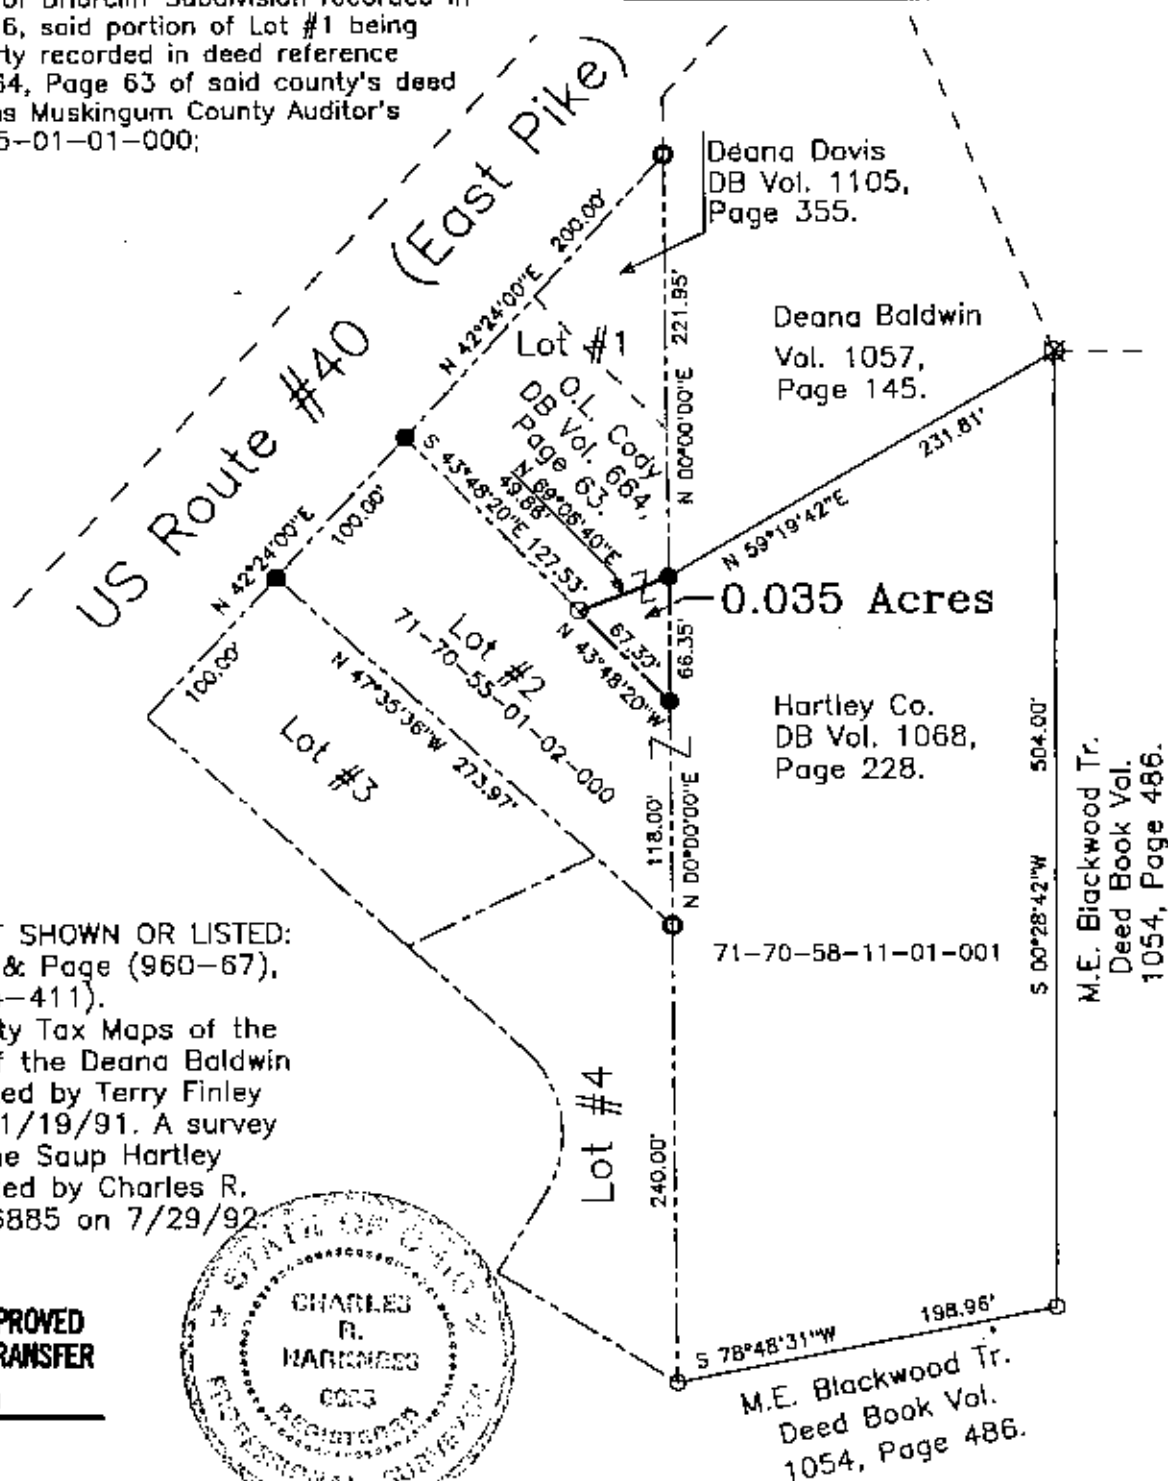 of Briarcliff Subdivision recorded in
6, said portion of Lot #1 being
ty recorded in deed reference
64, Page 63 of said county's deed
as Muskingum County Auditor's
5-01-01-000;
US Route #40 (East Pike)
Deana Davis
DB Vol. 1105,
Page 355.
N 42°24'00"E 200.00'
Lot #1
221.95'
N 00°00'00"E
Deana Baldwin
Vol. 1057,
Page 145.
O.L. Cody
DB Vol. 664,
Page 63.
N 69°06'40"E
231.81'
N 59°19'42"E
S 43°48'20"E 127.53'
N 42°24'00"E
100.00'
0.035 Acres
67.30'
N 43°48'20"W
66.35'
Lot #2
71-70-55-01-02-000
100.00'
N 47°35'36"W 273.97'
Lot #3
Hartley Co.
DB Vol. 1068,
Page 228.
118.00'
N 00°00'00"E
S 00°28'42"W 504.00'
M.E. Blackwood Tr.
Deed Book Vol.
1054, Page 486.
71-70-58-11-01-001
T SHOWN OR LISTED:
& Page (960-67),
-411).
ty Tax Maps of the
f the Deana Baldwin
ed by Terry Finley
1/19/91. A survey
ne Saup Hartley
ed by Charles R.
6885 on 7/29/92.
Lot #4
240.00'
198.96'
S 78°48'31"W
M.E. Blackwood Tr.
Deed Book Vol.
1054, Page 486.
PROVED
RANSFER
STATE OF OHIO
CHARLES
R.
HARKNESS
REGISTERED
PROFESSIONAL SURVEYOR